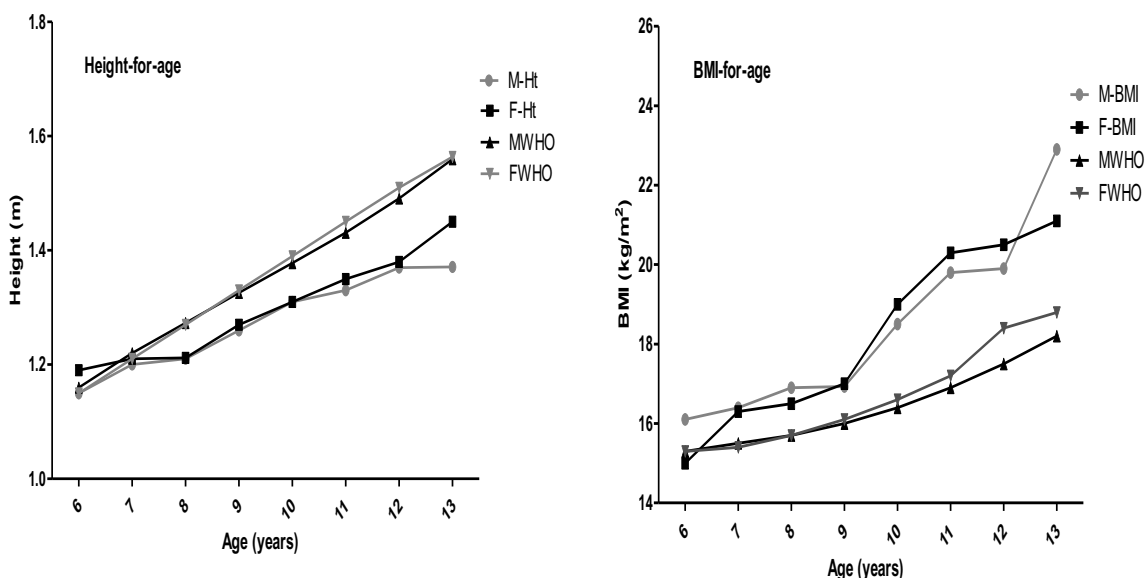 Height-for-age
Height (m)
1.8
1.6
1.4
1.2
1.0
6 7 8 9 10 11 12 13
Age (years)
M-Ht
F-Ht
MWHO
FWHO
BMI-for-age
BMI (kg/m²)
26
24
22
20
18
16
14
6 7 8 9 10 11 12 13
Age (years)
M-BMI
F-BMI
MWHO
FWHO